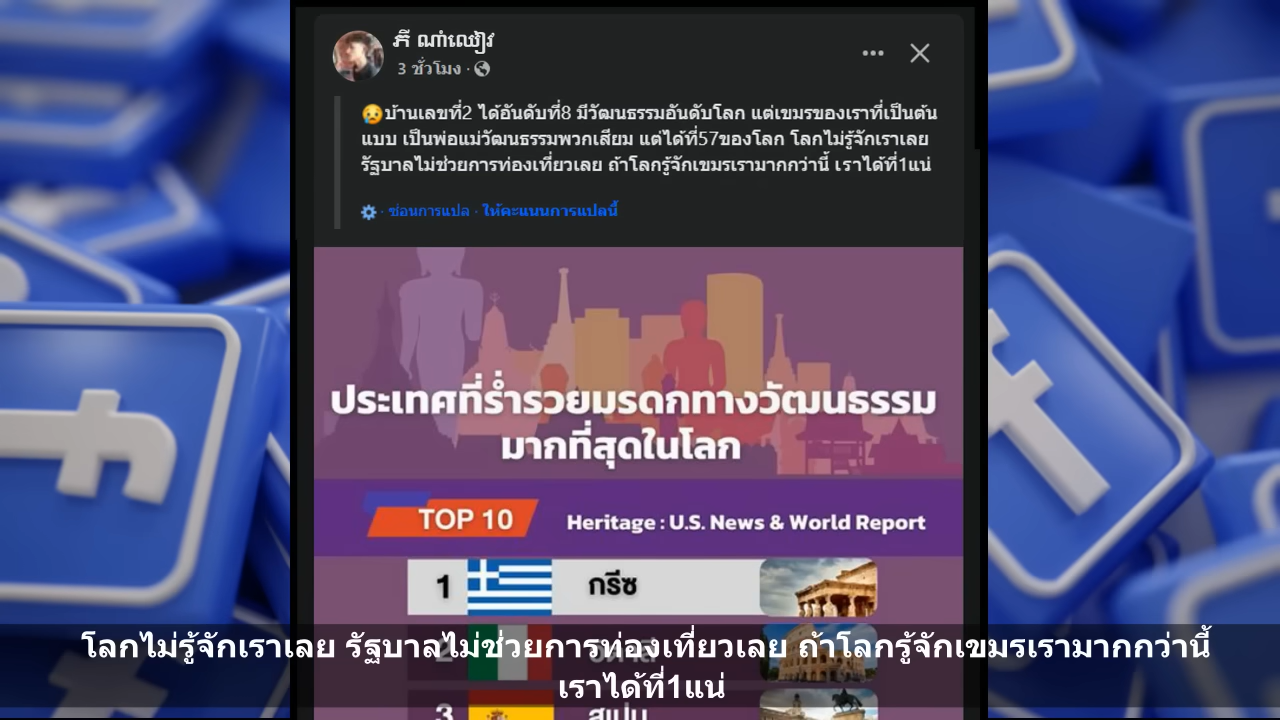 ភី ណាំឈៀវ
3 ชั่วโมง
😥บ้านเลขที่2 ได้อันดับที่8 มีวัฒนธรรมอันดับโลก แต่เขมรของเราที่เป็นต้น
แบบ เป็นพ่อแม่วัฒนธรรมพวกเสียม แต่ได้ที่57ของโลก โลกไม่รู้จักเราเลย
รัฐบาลไม่ช่วยการท่องเที่ยวเลย ถ้าโลกรู้จักเขมรเรามากกว่านี้ เราได้ที่1แน่
· ซ่อนการแปล · ให้คะแนนการแปลนี้
ประเทศที่ร่ำรวยมรดกทางวัฒนธรรม
มากที่สุดในโลก
TOP 10 Heritage : U.S. News & World Report
1 กรีซ
2 อิตาลี
3 สเปน
โลกไม่รู้จักเราเลย รัฐบาลไม่ช่วยการท่องเที่ยวเลย ถ้าโลกรู้จักเขมรเรามากกว่านี้
เราได้ที่1แน่